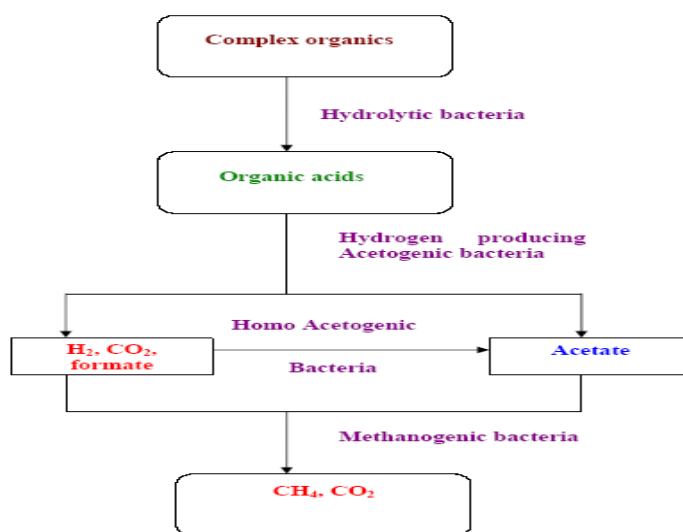 Complex organics
Hydrolytic bacteria
Organic acids
Hydrogen producing
Acetogenic bacteria
Homo Acetogenic
H₂, CO₂,
formate
Acetate
Bacteria
Methanogenic bacteria
CH₄, CO₂